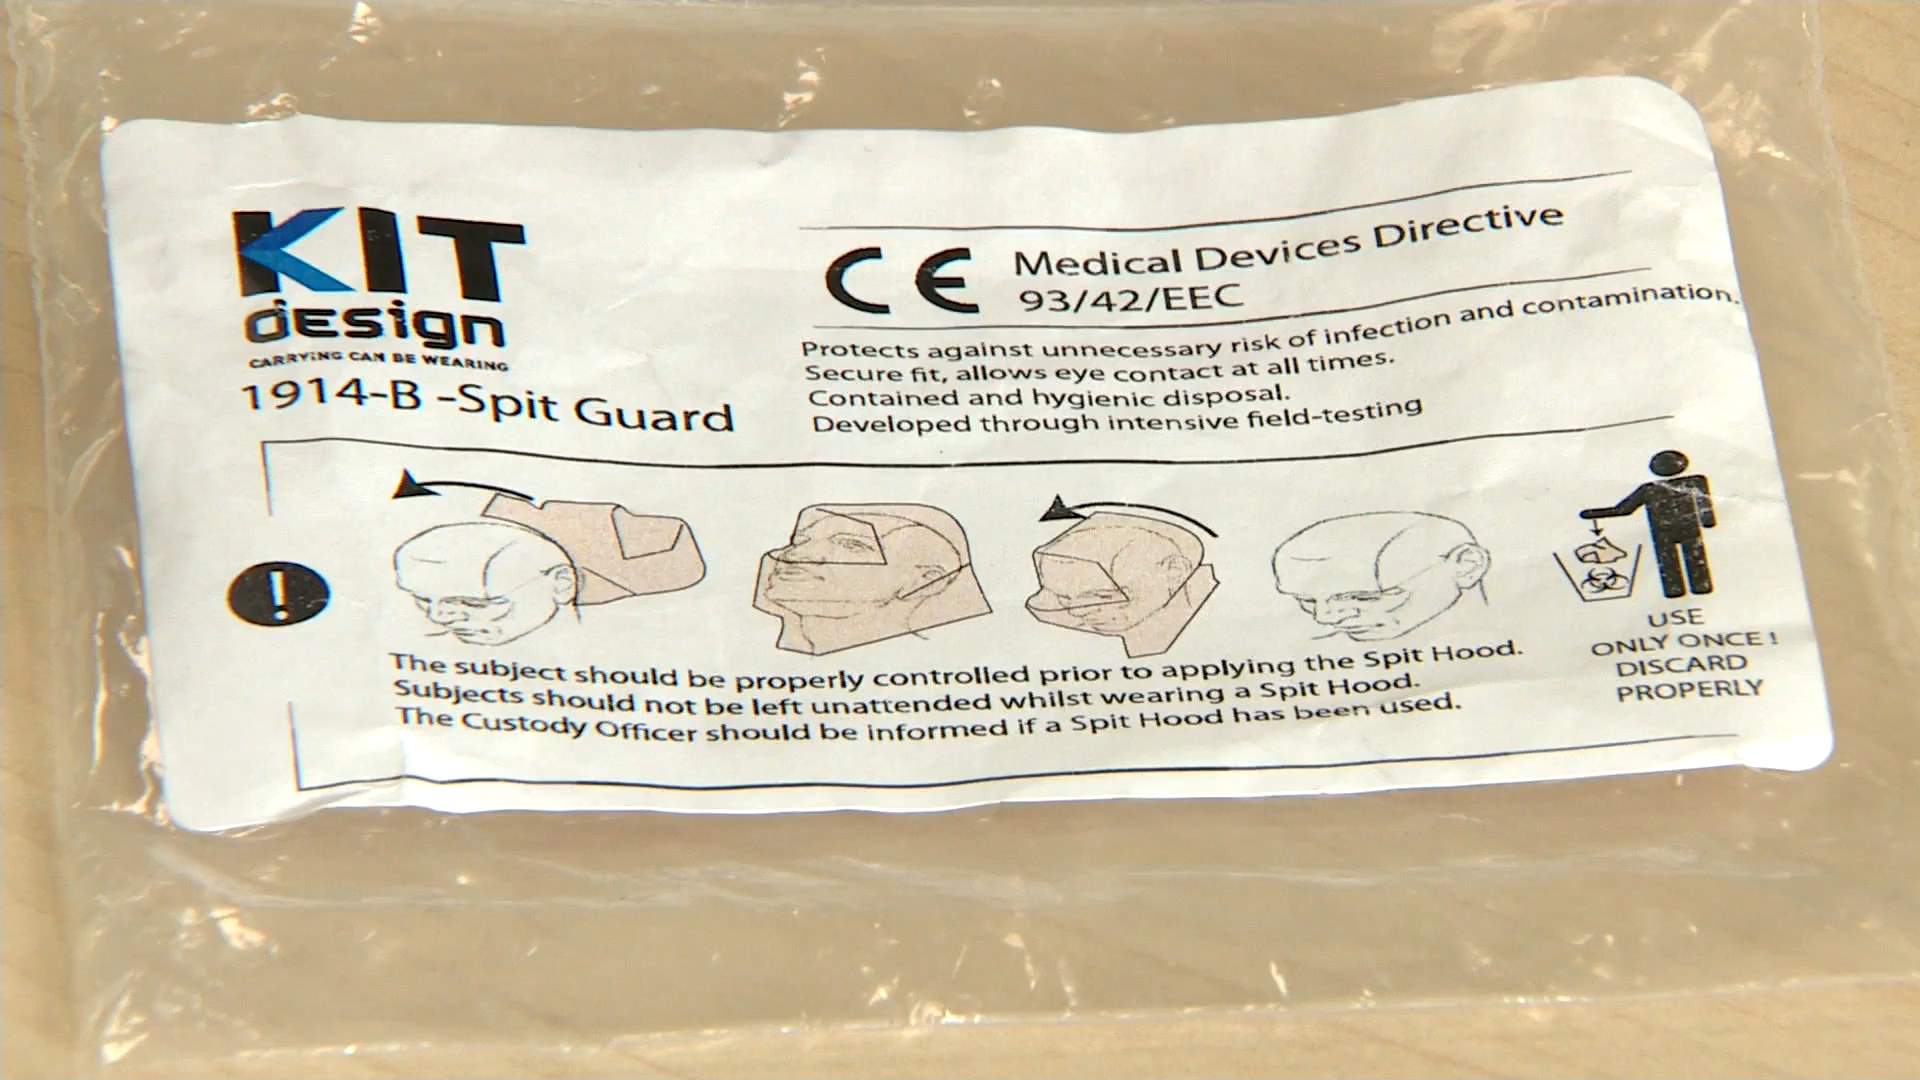 KIT
design
CARRYING CAN BE WEARING
1914-B -Spit Guard
CE Medical Devices Directive
93/42/EEC
Protects against unnecessary risk of infection and contamination.
Secure fit, allows eye contact at all times.
Contained and hygienic disposal.
Developed through intensive field-testing
!
The subject should be properly controlled prior to applying the Spit Hood.
Subjects should not be left unattended whilst wearing a Spit Hood.
The Custody Officer should be informed if a Spit Hood has been used.
USE
ONLY ONCE !
DISCARD
PROPERLY